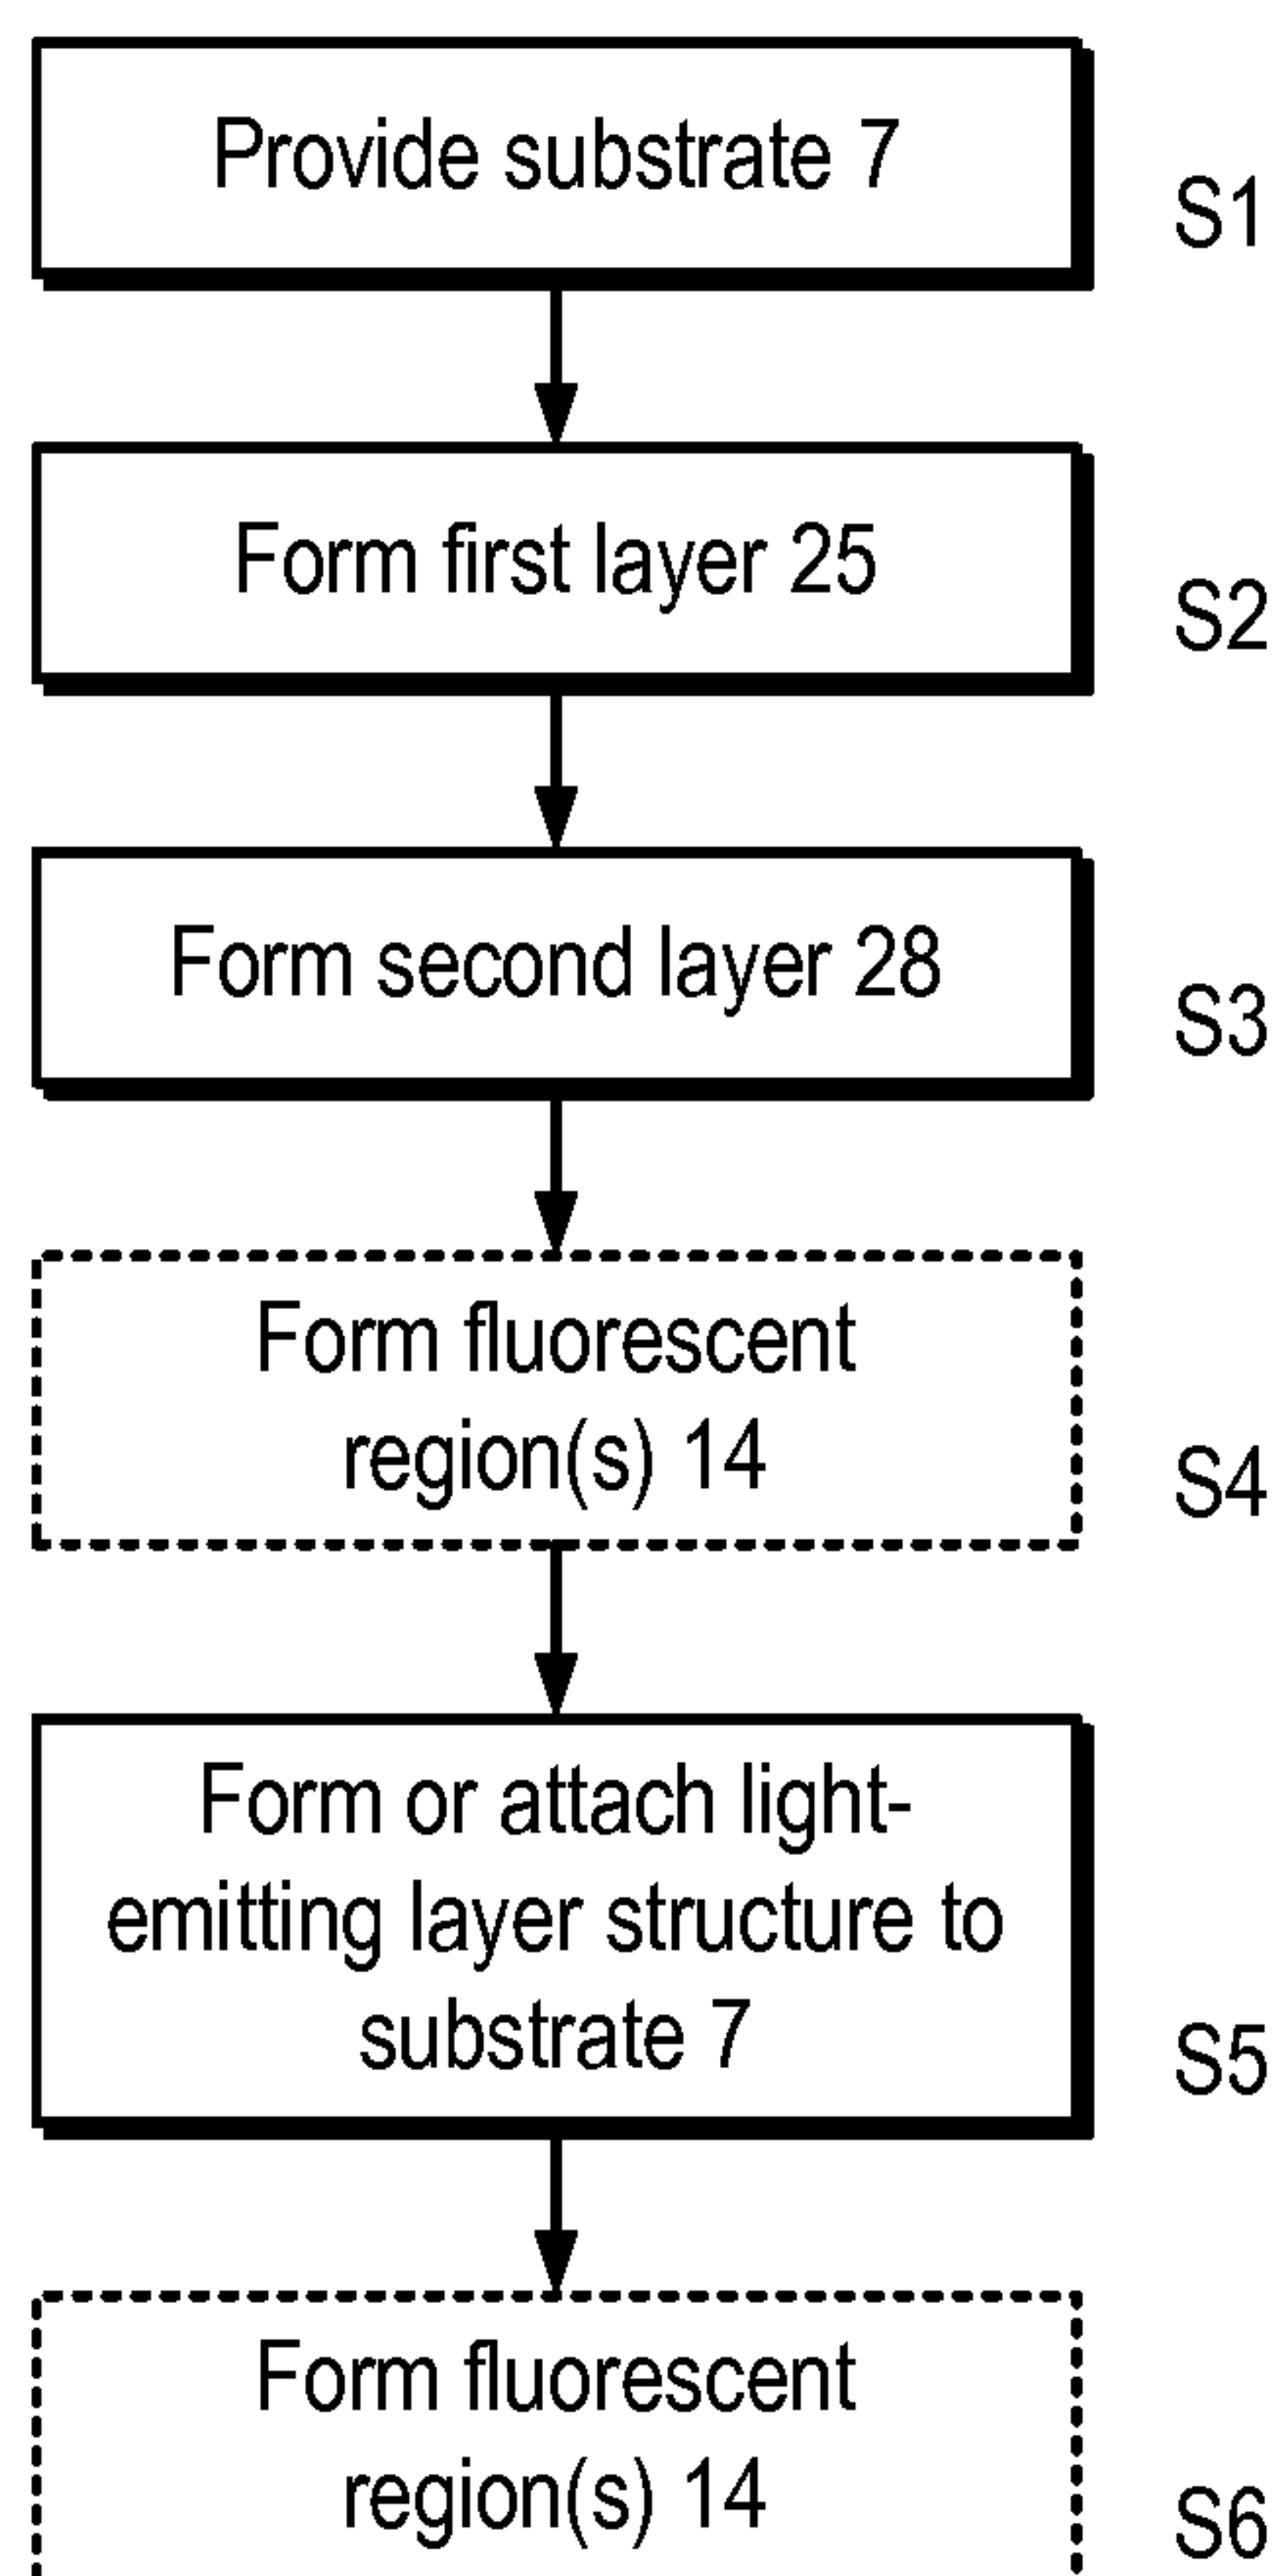 Provide substrate 7
S1
Form first layer 25
S2
Form second layer 28
S3
Form fluorescent
region(s) 14
S4
Form or attach light-
emitting layer structure to
substrate 7
S5
Form fluorescent
region(s) 14
S6